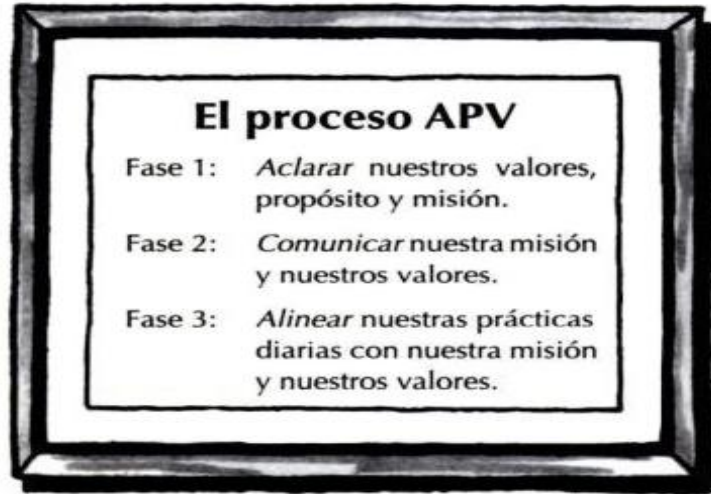 El proceso APV
Fase 1: Aclarar nuestros valores,
propósito y misión.
Fase 2: Comunicar nuestra misión
y nuestros valores.
Fase 3: Alinear nuestras prácticas
diarias con nuestra misión
y nuestros valores.